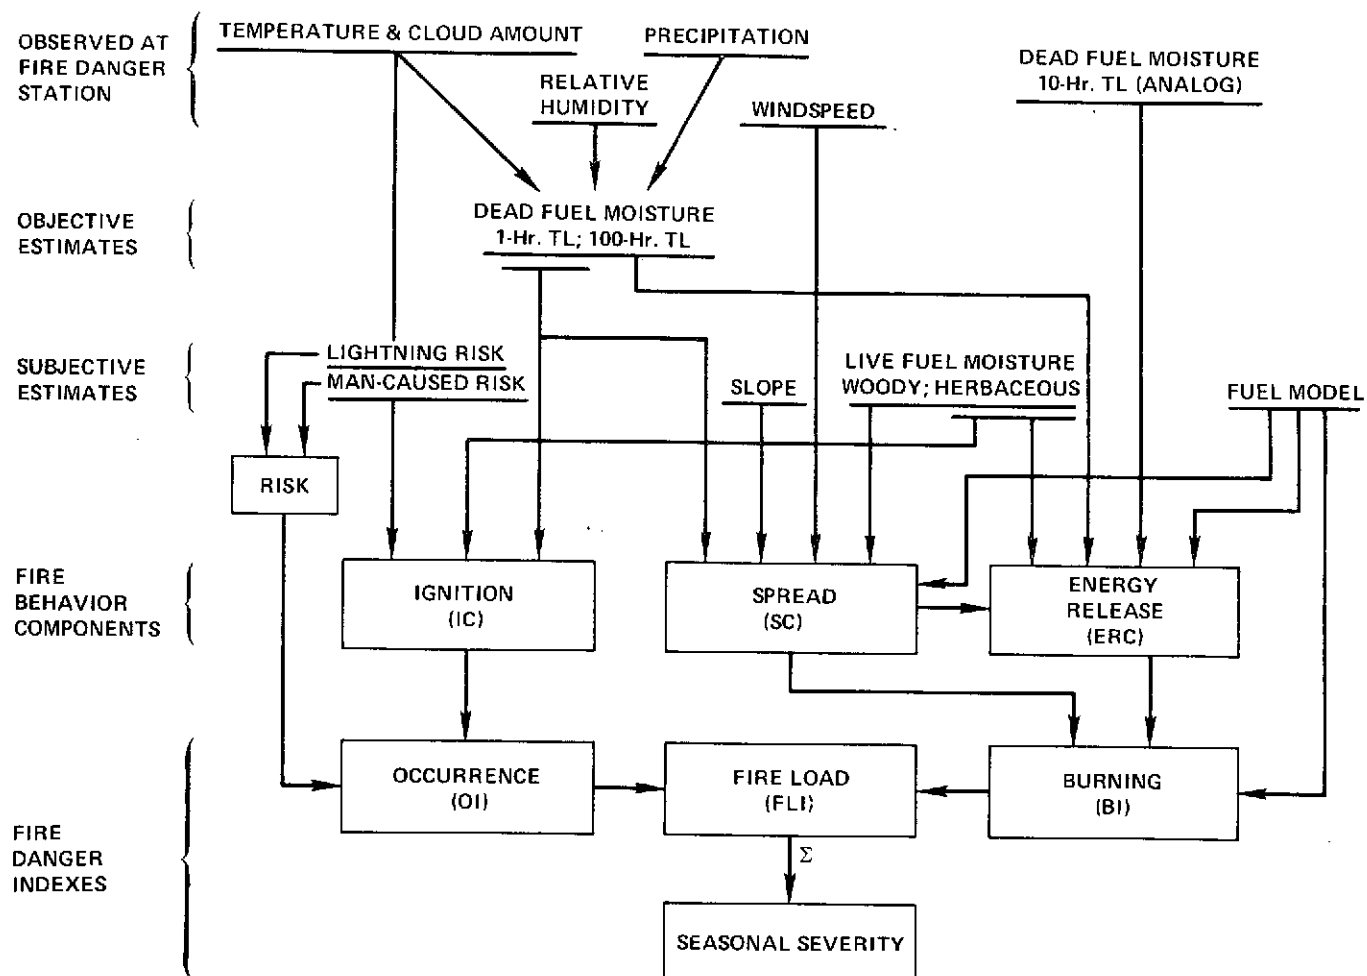 OBSERVED AT
FIRE DANGER
STATION
TEMPERATURE & CLOUD AMOUNT
PRECIPITATION
RELATIVE
HUMIDITY
WINDSPEED
DEAD FUEL MOISTURE
10-Hr. TL (ANALOG)
OBJECTIVE
ESTIMATES
DEAD FUEL MOISTURE
1-Hr. TL; 100-Hr. TL
SUBJECTIVE
ESTIMATES
LIGHTNING RISK
MAN-CAUSED RISK
SLOPE
LIVE FUEL MOISTURE
WOODY; HERBACEOUS
FUEL MODEL
RISK
FIRE
BEHAVIOR
COMPONENTS
IGNITION
(IC)
SPREAD
(SC)
ENERGY
RELEASE
(ERC)
FIRE
DANGER
INDEXES
OCCURRENCE
(OI)
FIRE LOAD
(FLI)
BURNING
(BI)
Σ
SEASONAL SEVERITY